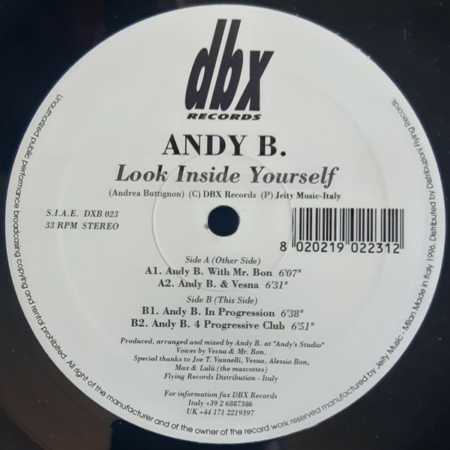 dbx
RECORDS
ANDY B.
Look Inside Yourself
(Andrea Buttignon) (C) DBX Records (P) Jeity Music-Italy
S.I.A.E. DXB 023
33 RPM STEREO
8 020219 022312
Side A (Other Side)
A1. Andy B. With Mr. Bon 6'07"
A2. Andy B. & Vesna 6'31"
Side B (This Side)
B1. Andy B. In Progression 6'38"
B2. Andy B. 4 Progressive Club 6'51"
Produced, arranged and mixed by Andy B. at "Andy's Studio"
Voices by Vesna & Mr. Bon.
Special thanks to Joe T. Vannelli, Vesna, Alessio Bon,
Max & Lulù (the mascottes)
Flying Records Distribution - Italy
For information fax DBX Records
Italy +39 2 6887386
UK +44 171 2219397
Unauthorized public performance broadcasting copying and rental prohibited. All right of the manufacturer and of the owner of the record work reserved manufactured by Jeity Music - Milan Made in Italy 1996. Distributed by Distribuzioni Flying Records.